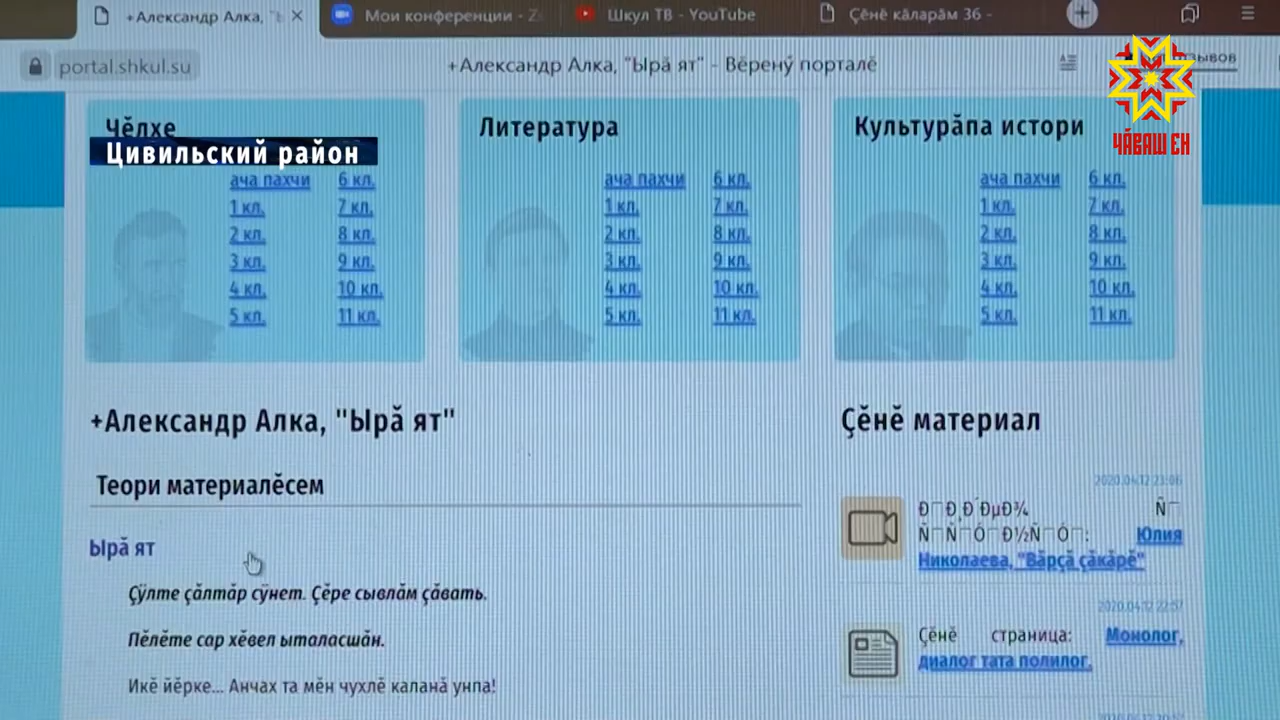 +Александр Алка, "Ы
Мои конференции - Z
Шкул ТВ - YouTube
Ҫӗнӗ кӑларӑм 36 -
portal.shkul.su
+Александр Алка, "Ырӑ ят" - Вӗренӳ порталӗ
зывов
ЧӐВАШ ЕН
Чӗлхе
Цивильский район
ача пахчи 6 кл.
1 кл. 7 кл.
2 кл. 8 кл.
3 кл. 9 кл.
4 кл. 10 кл.
5 кл. 11 кл.
Литература
ача пахчи 6 кл.
1 кл. 7 кл.
2 кл. 8 кл.
3 кл. 9 кл.
4 кл. 10 кл.
5 кл. 11 кл.
Культурӑпа истори
ача пахчи 6 кл.
1 кл. 7 кл.
2 кл. 8 кл.
3 кл. 9 кл.
4 кл. 10 кл.
5 кл. 11 кл.
+Александр Алка, "Ырӑ ят"
Теори материалӗсем
Ырӑ ят
Ҫӳлте ҫӑлтӑр сӳнет. Ҫӗре сывлӑм ҫӑвать.
Пӗлӗте сар хӗвел ыталасшӑн.
Икӗ йӗрке... Анчах та мӗн чухлӗ каланӑ унпа!
Ҫӗнӗ материал
2020.04.12 23:06
Юлия
Николаева, "Вӑрҫӑ ҫӑкӑрӗ"
2020.04.12 22:57
Ҫӗнӗ страница: Монолог,
диалог тата полилог.